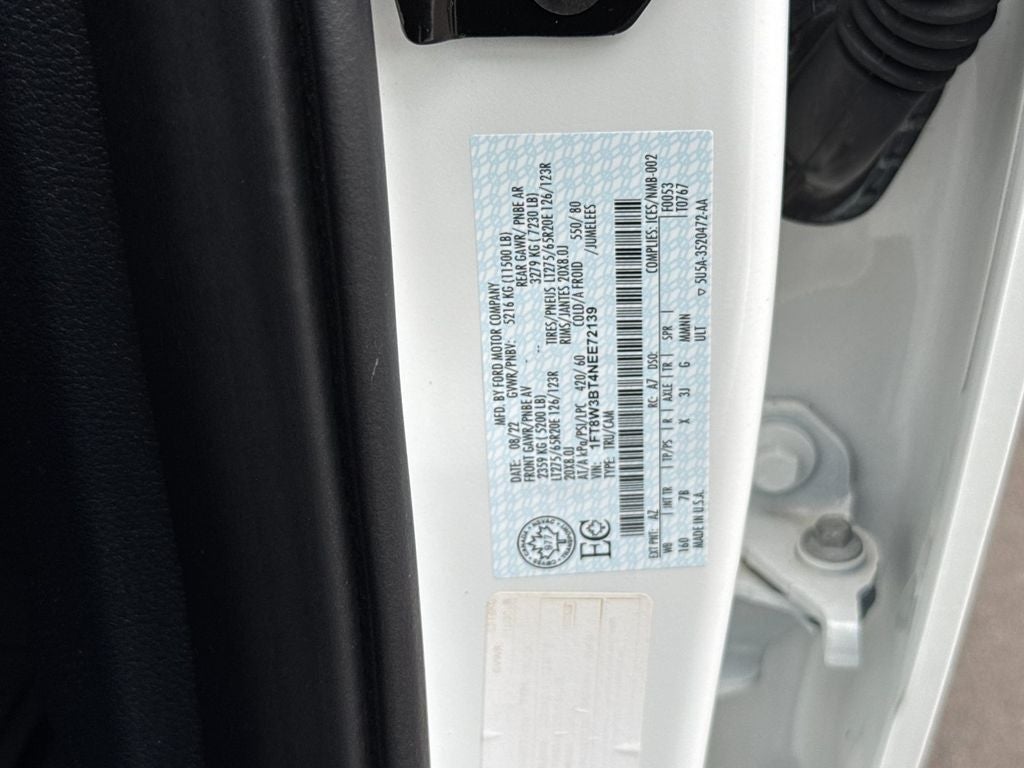 MFD. BY FORD MOTOR COMPANY
DATE: 08/22 GVWR/PNBV: 5216 KG (11500 LB)
FRONT GAWR/PNBE AV REAR GAWR/PNBE AR
2359 KG (5200 LB) 3279 KG (7230 LB)
LT275/65R20E 126/123R TIRES/PNEUS LT275/65R20E 126/123R
20X8.0J RIMS/JANTES 20X8.0J
AT/A kPa/PSI/LPC 420/60 COLD/A FROID 550/80
VIN: 1FT8W3BT4NEE72139 /JUMELEES
TYPE: TRU/CAM
EC
COMPLIES: ICES/NMB-002
EXT PNT: AZ RC: A7 DSO: F0053
WB INT TR TP/PS R AXLE TR SPR T0767
160 7B X 3J G MMNN
MADE IN U.S.A. ULT 5U5A-3520472-AA